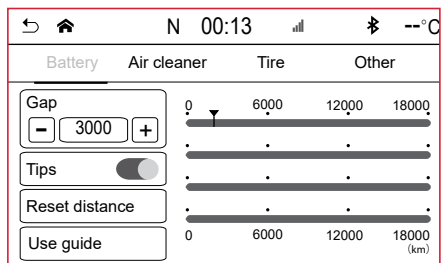 N 00:13 --°C
Battery Air cleaner Tire Other
Gap
- 3000 +
0 6000 12000 18000
Tips
Reset distance
Use guide
0 6000 12000 18000
(km)